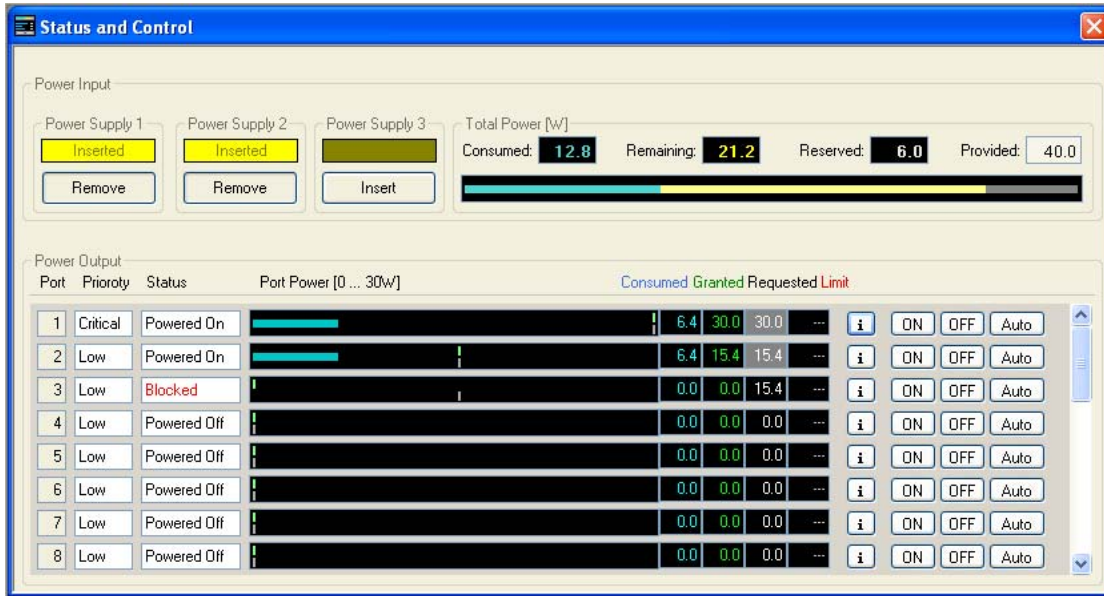 Status and Control
Power Input
Power Supply 1 Power Supply 2 Power Supply 3 Total Power [W]
Inserted Inserted Consumed: 12.8 Remaining: 21.2 Reserved: 6.0 Provided: 40.0
Remove Remove Insert
Power Output
Port Prioroty Status Port Power [0 ... 30W] Consumed Granted Requested Limit
1 Critical Powered On 6.4 30.0 30.0 --- i ON OFF Auto
2 Low Powered On 6.4 15.4 15.4 --- i ON OFF Auto
3 Low Blocked 0.0 0.0 15.4 --- i ON OFF Auto
4 Low Powered Off 0.0 0.0 0.0 --- i ON OFF Auto
5 Low Powered Off 0.0 0.0 0.0 --- i ON OFF Auto
6 Low Powered Off 0.0 0.0 0.0 --- i ON OFF Auto
7 Low Powered Off 0.0 0.0 0.0 --- i ON OFF Auto
8 Low Powered Off 0.0 0.0 0.0 --- i ON OFF Auto